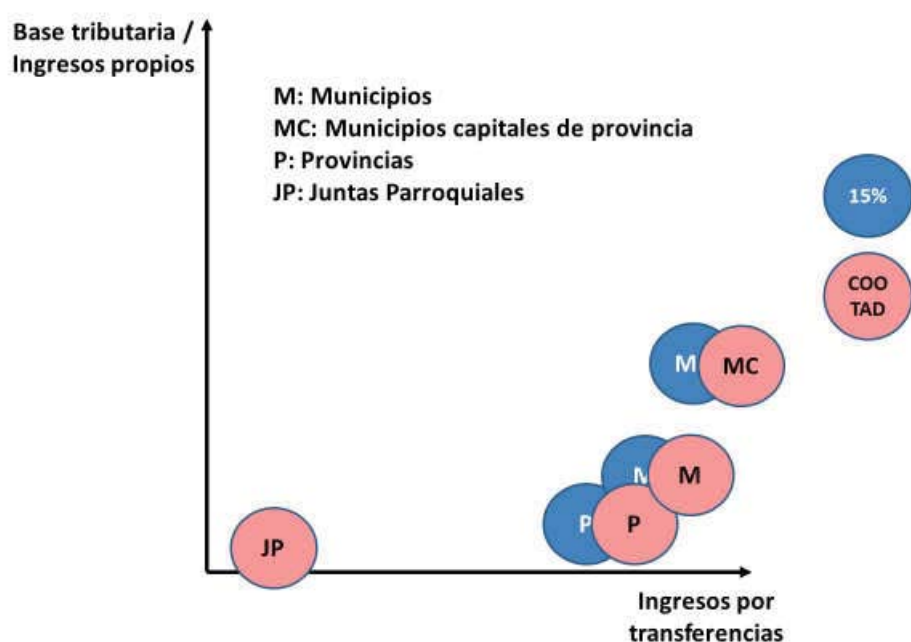 Base tributaria /
Ingresos propios
M: Municipios
MC: Municipios capitales de provincia
P: Provincias
JP: Juntas Parroquiales
15%
COO
TAD
M
MC
M
M
P
P
JP
Ingresos por
transferencias